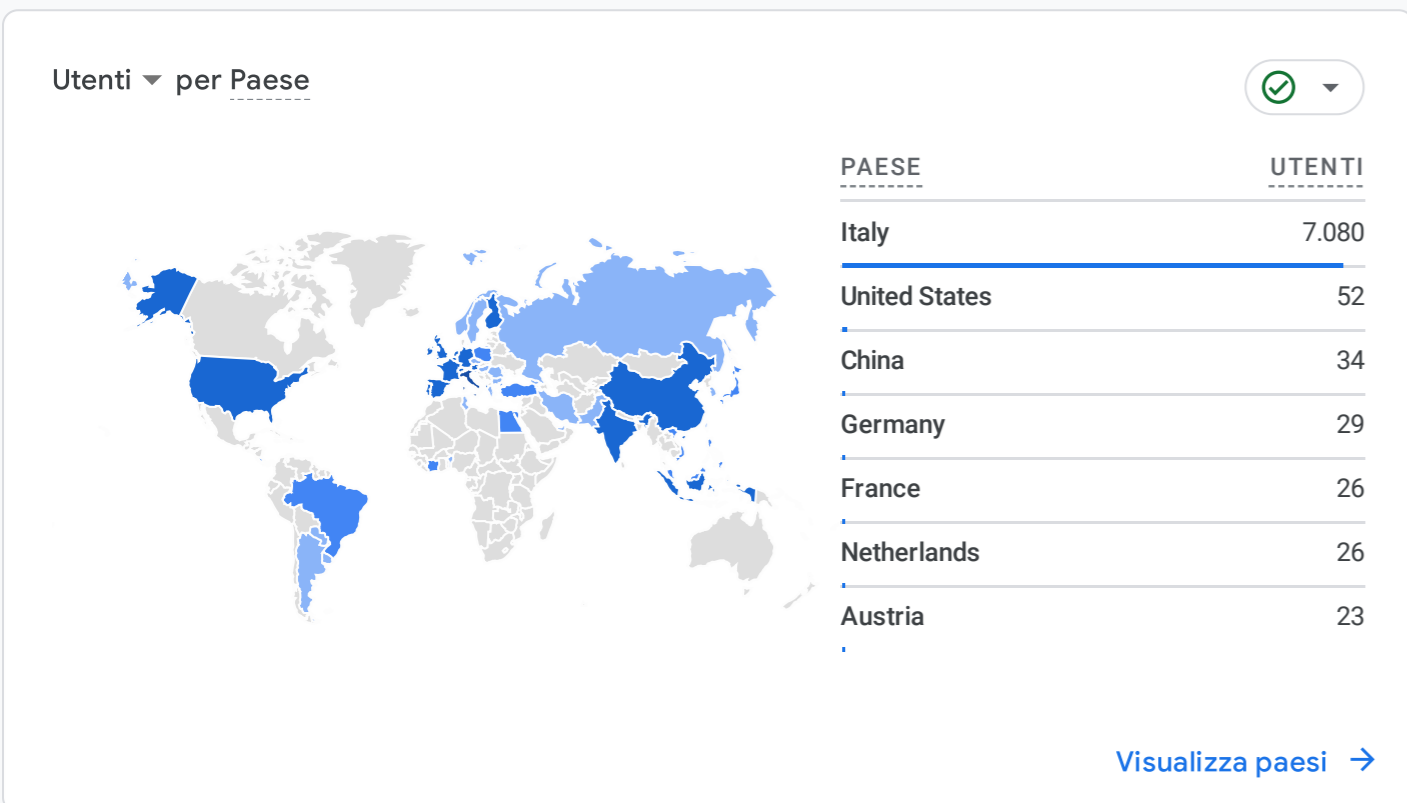 Utenti per Paese
PAESE UTENTI
Italy 7.080
United States 52
China 34
Germany 29
France 26
Netherlands 26
Austria 23
Visualizza paesi